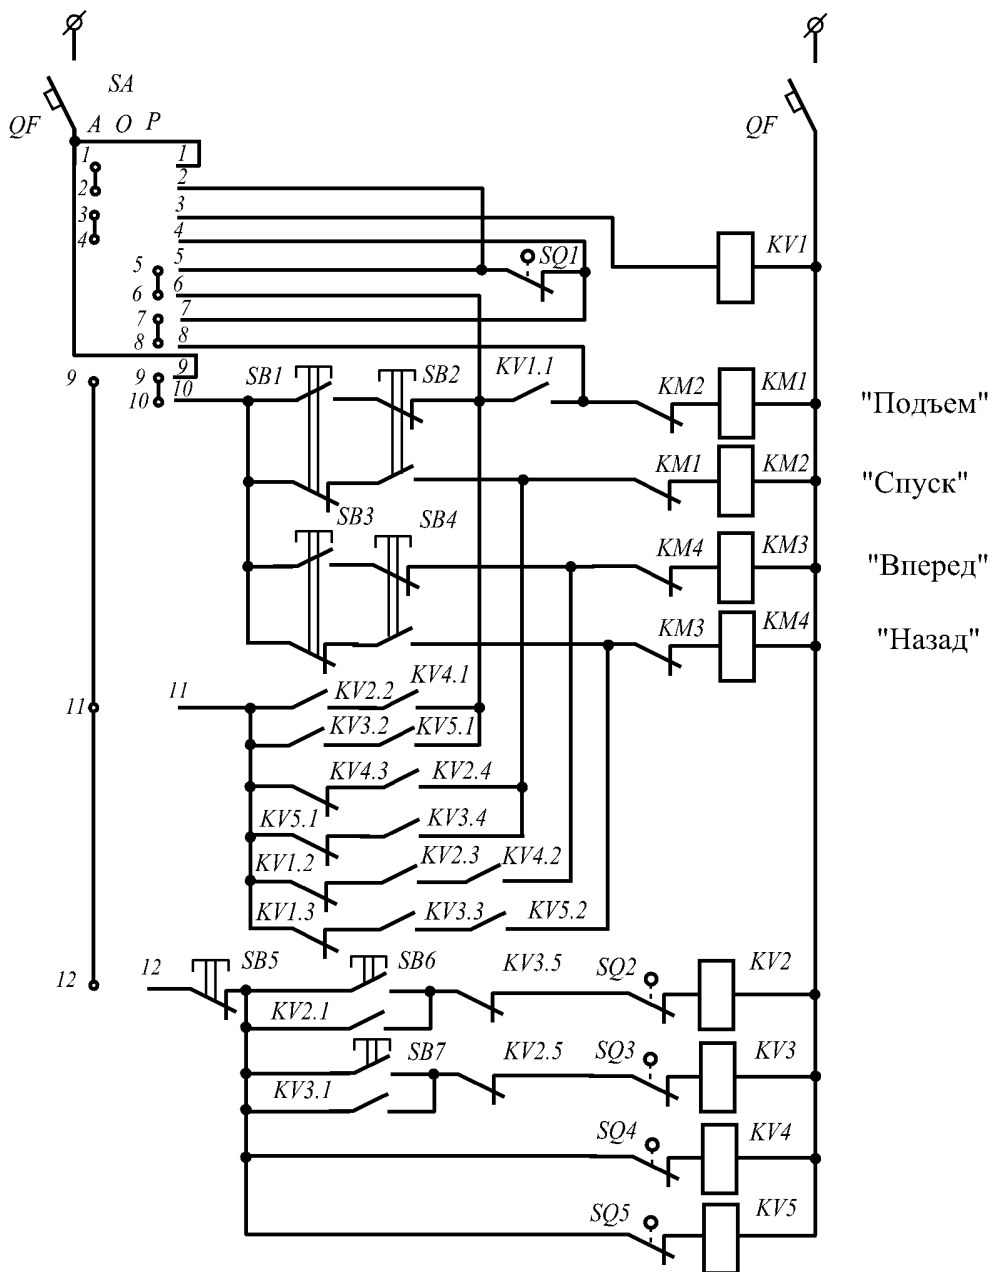 SA
QF
QF
А О Р
1
1
2
2
3
3
4
4
5
5
SQ1
KV1
6
6
7
7
8
8
9
9
9
10
10
SB1
SB2
KV1.1
KM2
KM1
"Подъем"
KM1
KM2
"Спуск"
SB3
SB4
KM4
KM3
"Вперед"
KM3
KM4
"Назад"
11
11
KV2.2
KV4.1
KV3.2
KV5.1
KV4.3
KV2.4
KV5.1
KV3.4
KV1.2
KV2.3
KV4.2
KV1.3
KV3.3
KV5.2
12
12
SB5
SB6
KV3.5
SQ2
KV2
KV2.1
SB7
KV2.5
SQ3
KV3
KV3.1
SQ4
KV4
SQ5
KV5